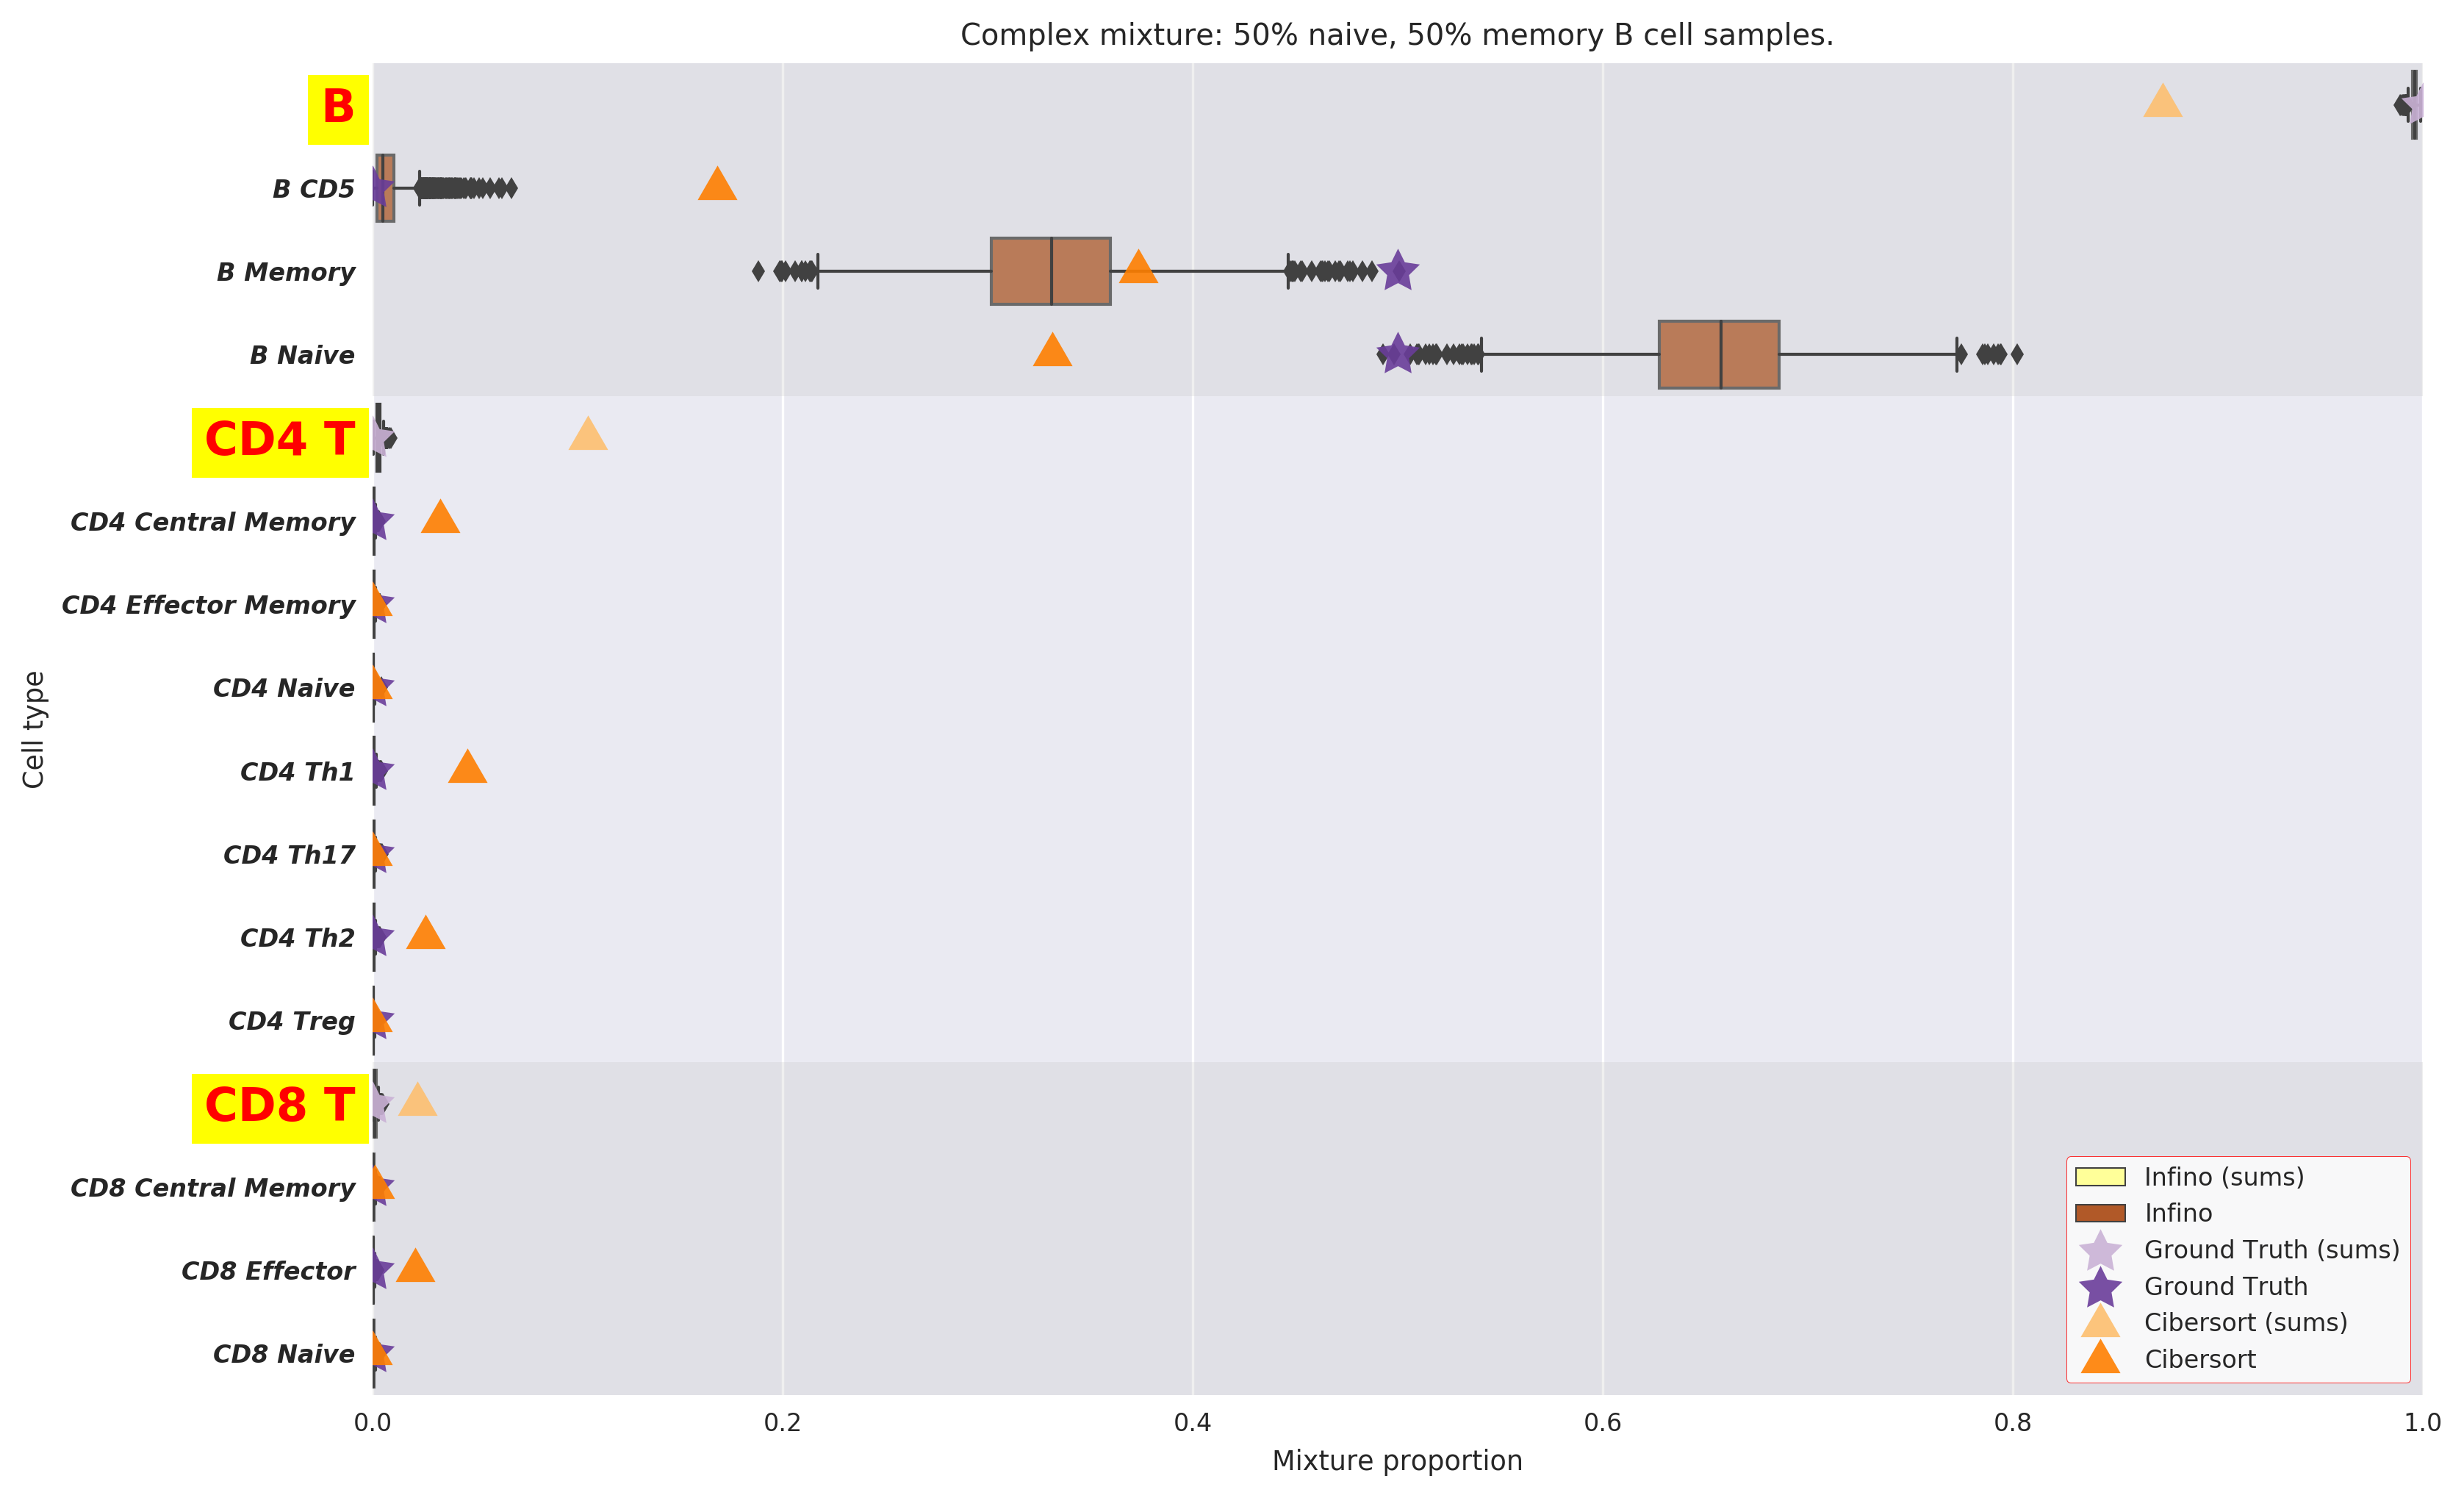 Complex mixture: 50% naive, 50% memory B cell samples.
B
B CD5
B Memory
B Naive
CD4 T
CD4 Central Memory
CD4 Effector Memory
CD4 Naive
CD4 Th1
CD4 Th17
CD4 Th2
CD4 Treg
CD8 T
CD8 Central Memory
CD8 Effector
CD8 Naive
Cell type
Infino (sums)
Infino
Ground Truth (sums)
Ground Truth
Cibersort (sums)
Cibersort
0.0 0.2 0.4 0.6 0.8 1.0
Mixture proportion